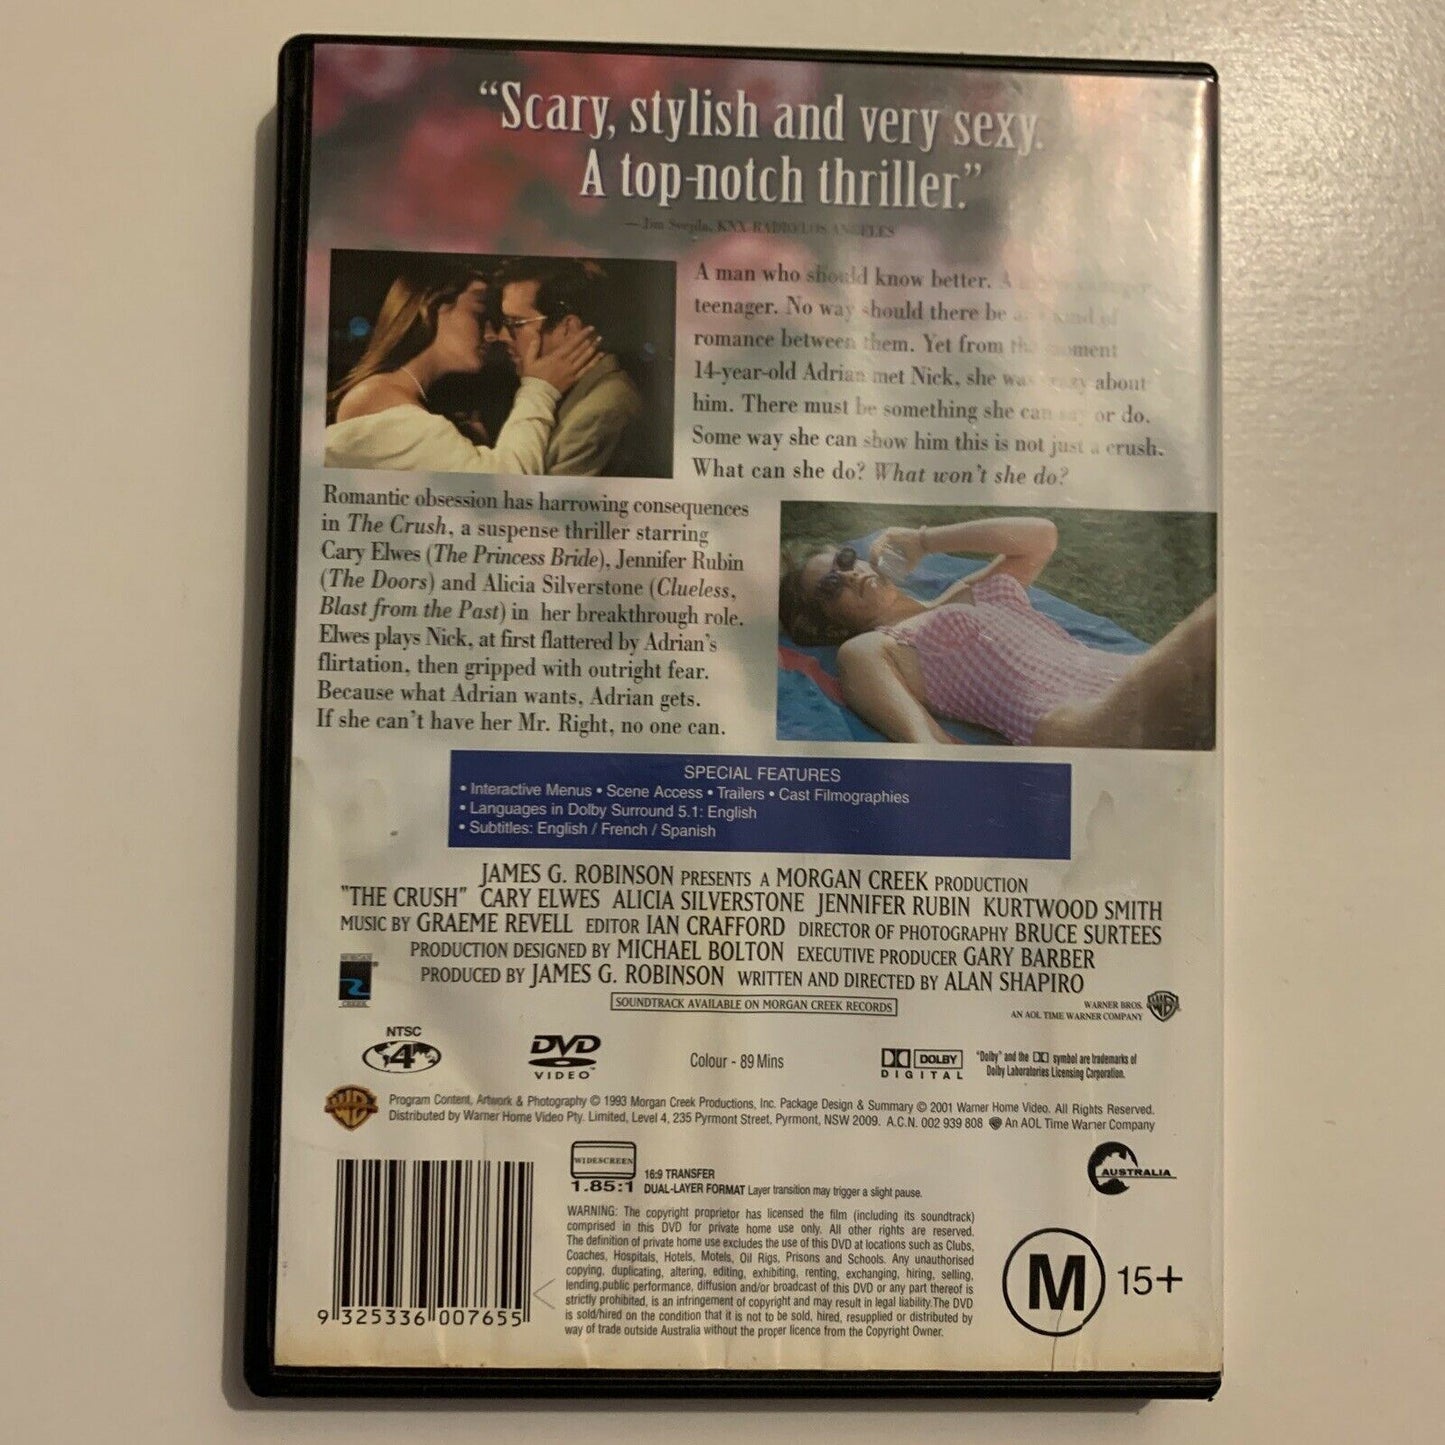 “Scary, stylish and very sexy.
A top-notch thriller.”
— Jim Svejda, KNX RADIO/LOS ANGELES
A man who should know better. A
teenager. No way should there be kind of
romance between them. Yet from the moment
14-year-old Adrian met Nick, she was crazy about
him. There must be something she can say or do.
Some way she can show him this is not just a crush.
What can she do? What won't she do?
Romantic obsession has harrowing consequences
in The Crush, a suspense thriller starring
Cary Elwes (The Princess Bride), Jennifer Rubin
(The Doors) and Alicia Silverstone (Clueless,
Blast from the Past) in her breakthrough role.
Elwes plays Nick, at first flattered by Adrian's
flirtation, then gripped with outright fear.
Because what Adrian wants, Adrian gets.
If she can't have her Mr. Right, no one can.
SPECIAL FEATURES
• Interactive Menus • Scene Access • Trailers • Cast Filmographies
• Languages in Dolby Surround 5.1: English
• Subtitles: English / French / Spanish
JAMES G. ROBINSON PRESENTS A MORGAN CREEK PRODUCTION
"THE CRUSH" CARY ELWES ALICIA SILVERSTONE JENNIFER RUBIN KURTWOOD SMITH
MUSIC BY GRAEME REVELL EDITOR IAN CRAFFORD DIRECTOR OF PHOTOGRAPHY BRUCE SURTEES
PRODUCTION DESIGNED BY MICHAEL BOLTON EXECUTIVE PRODUCER GARY BARBER
PRODUCED BY JAMES G. ROBINSON WRITTEN AND DIRECTED BY ALAN SHAPIRO
MORGAN
CREEK
SOUNDTRACK AVAILABLE ON MORGAN CREEK RECORDS
WARNER BROS.
AN AOL TIME WARNER COMPANY
NTSC
4
DVD
VIDEO
Colour - 89 Mins
DOLBY
DIGITAL
"Dolby" and the symbol are trademarks of
Dolby Laboratories Licensing Corporation.
Program Content, Artwork & Photography © 1993 Morgan Creek Productions, Inc. Package Design & Summary © 2001 Warner Home Video. All Rights Reserved.
Distributed by Warner Home Video Pty. Limited, Level 4, 235 Pyrmont Street, Pyrmont, NSW 2009. A.C.N. 002 939 808 An AOL Time Warner Company
WIDESCREEN
1.85:1
16:9 TRANSFER
DUAL-LAYER FORMAT Layer transition may trigger a slight pause.
AUSTRALIA
WARNING: The copyright proprietor has licensed the film (including its soundtrack)
comprised in this DVD for private home use only. All other rights are reserved.
The definition of private home use excludes the use of this DVD at locations such as Clubs,
Coaches, Hospitals, Hotels, Motels, Oil Rigs, Prisons and Schools. Any unauthorised
copying, duplicating, altering, editing, exhibiting, renting, exchanging, hiring, selling,
lending,public performance, diffusion and/or broadcast of this DVD or any part thereof is
strictly prohibited, is an infringement of copyright and may result in legal liability.The DVD
is sold/hired on the condition that it is not to be sold, hired, resupplied or distributed by
way of trade outside Australia without the proper licence from the Copyright Owner.
9 325336 007655
M 15+